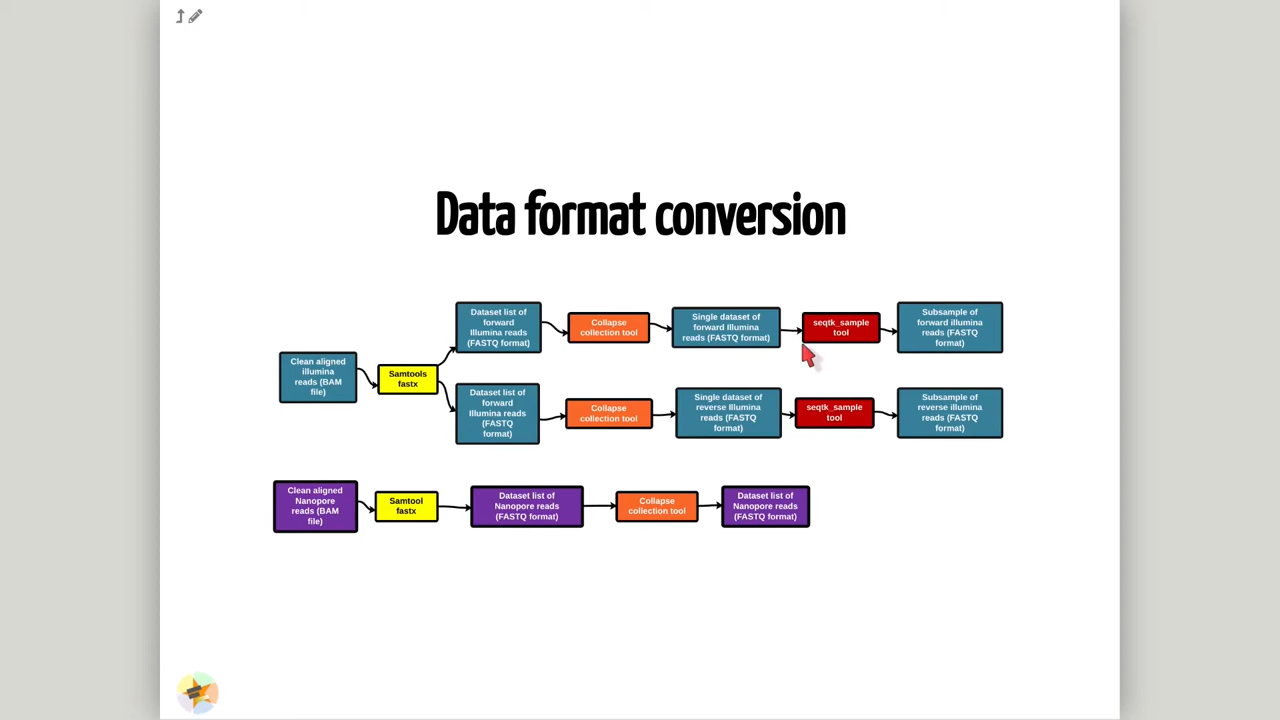 Data format conversion
Clean aligned
illumina
reads (BAM
file)
Samtools
fastx
Dataset list of
forward
Illumina reads
(FASTQ format)
Collapse
collection tool
Single dataset of
forward Illumina
reads (FASTQ format)
seqtk_sample
tool
Subsample of
forward illumina
reads (FASTQ
format)
Dataset list of
forward
Illumina reads
(FASTQ
format)
Collapse
collection tool
Single dataset of
reverse Illumina
reads (FASTQ
format)
seqtk_sample
tool
Subsample of
reverse illumina
reads (FASTQ
format)
Clean aligned
Nanopore
reads (BAM
file)
Samtool
fastx
Dataset list of
Nanopore reads
(FASTQ format)
Collapse
collection tool
Dataset list of
Nanopore reads
(FASTQ format)